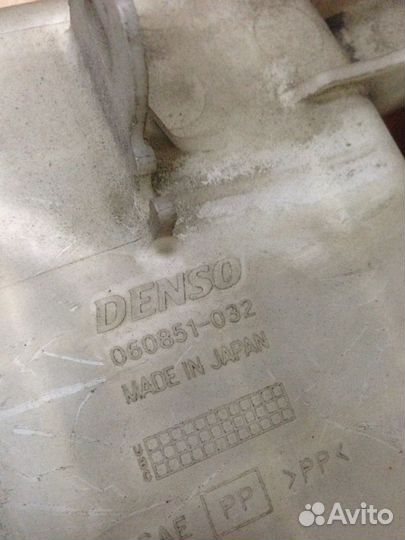 DENSO
060851-032
MADE IN JAPAN
PP >PP<
Avito